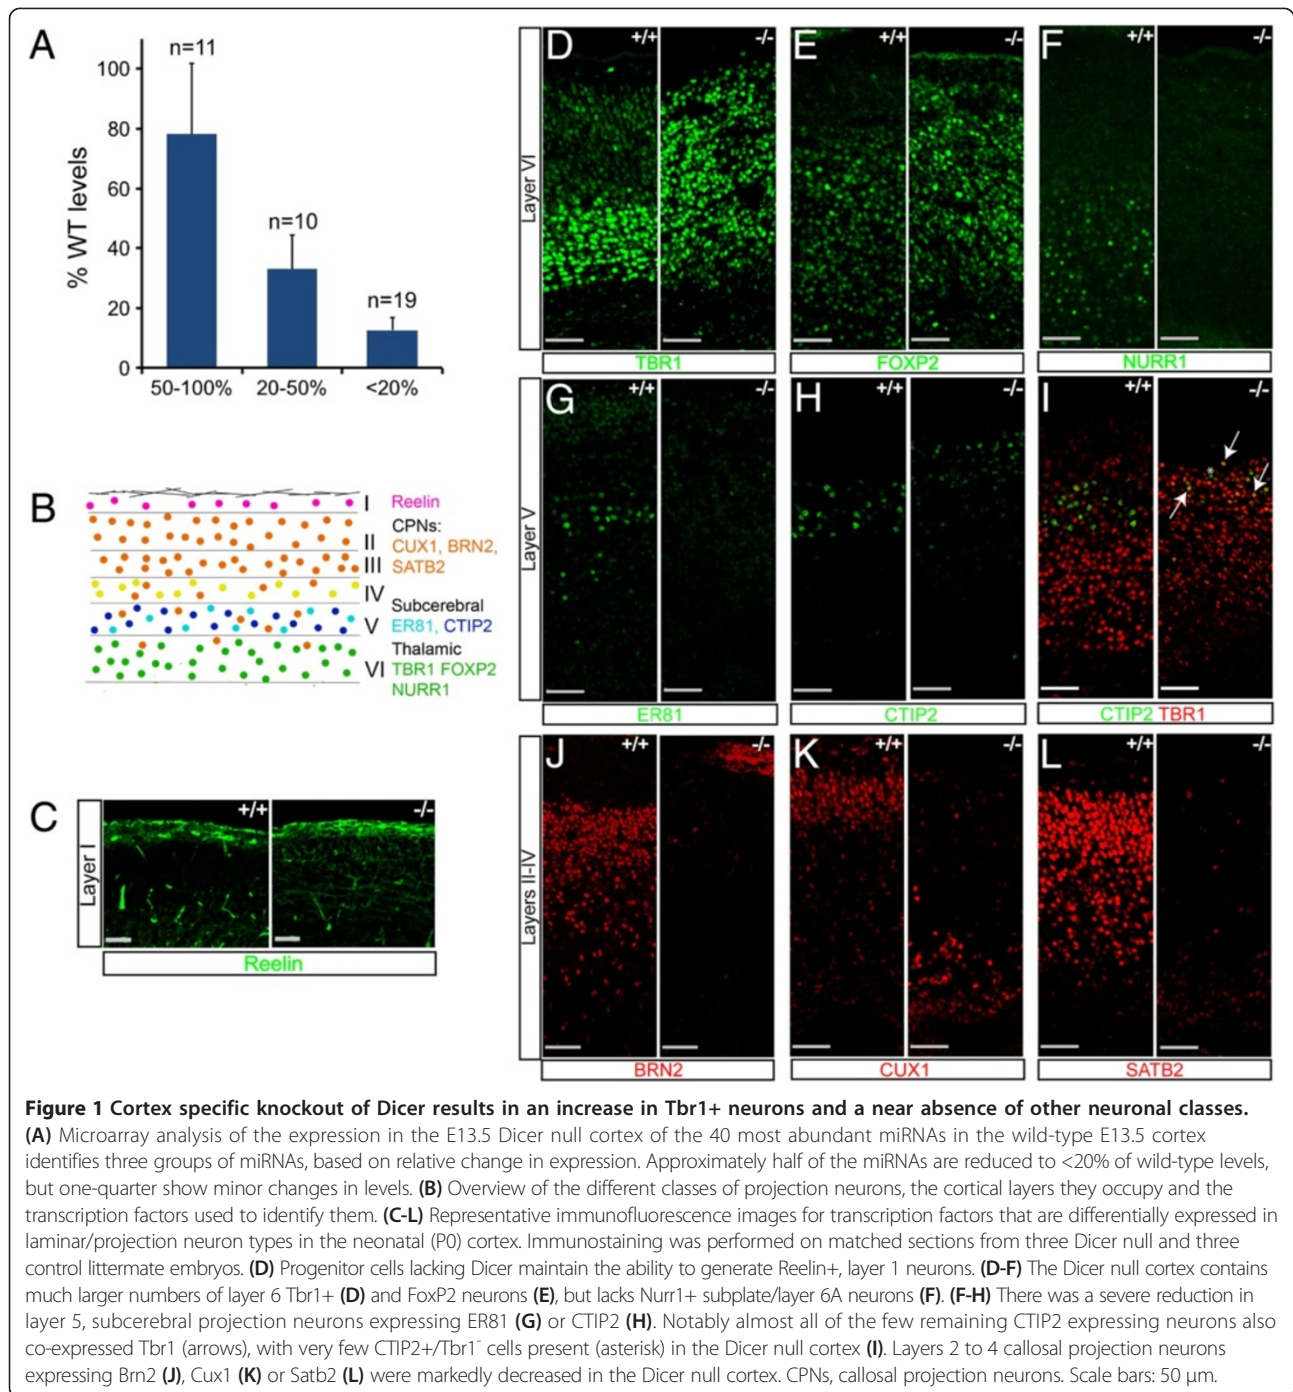 A
n=11
n=10
n=19
% WT levels
100
80
60
40
20
0
50-100%
20-50%
<20%
B
I
Reelin
II
CPNs:
CUX1, BRN2,
III
SATB2
IV
V
Subcerebral
ER81, CTIP2
VI
Thalamic
TBR1 FOXP2
NURR1
C
Layer I
+/+
-/-
Reelin
Layer VI
D
+/+
-/-
TBR1
E
+/+
-/-
FOXP2
F
+/+
-/-
NURR1
Layer V
G
+/+
-/-
ER81
H
+/+
-/-
CTIP2
I
+/+
-/-
*
CTIP2 TBR1
Layers II-IV
J
+/+
-/-
BRN2
K
+/+
-/-
CUX1
L
+/+
-/-
SATB2
Figure 1 Cortex specific knockout of Dicer results in an increase in Tbr1+ neurons and a near absence of other neuronal classes.
(A) Microarray analysis of the expression in the E13.5 Dicer null cortex of the 40 most abundant miRNAs in the wild-type E13.5 cortex
identifies three groups of miRNAs, based on relative change in expression. Approximately half of the miRNAs are reduced to <20% of wild-type levels,
but one-quarter show minor changes in levels. (B) Overview of the different classes of projection neurons, the cortical layers they occupy and the
transcription factors used to identify them. (C-L) Representative immunofluorescence images for transcription factors that are differentially expressed in
laminar/projection neuron types in the neonatal (P0) cortex. Immunostaining was performed on matched sections from three Dicer null and three
control littermate embryos. (D) Progenitor cells lacking Dicer maintain the ability to generate Reelin+, layer 1 neurons. (D-F) The Dicer null cortex contains
much larger numbers of layer 6 Tbr1+ (D) and FoxP2 neurons (E), but lacks Nurr1+ subplate/layer 6A neurons (F). (F-H) There was a severe reduction in
layer 5, subcerebral projection neurons expressing ER81 (G) or CTIP2 (H). Notably almost all of the few remaining CTIP2 expressing neurons also
co-expressed Tbr1 (arrows), with very few CTIP2+/Tbr1⁻ cells present (asterisk) in the Dicer null cortex (I). Layers 2 to 4 callosal projection neurons
expressing Brn2 (J), Cux1 (K) or Satb2 (L) were markedly decreased in the Dicer null cortex. CPNs, callosal projection neurons. Scale bars: 50 μm.